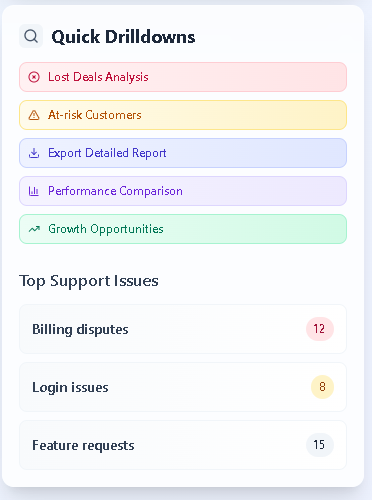 Quick Drilldowns
Lost Deals Analysis
At-risk Customers
Export Detailed Report
Performance Comparison
Growth Opportunities
Top Support Issues
Billing disputes 12
Login issues 8
Feature requests 15